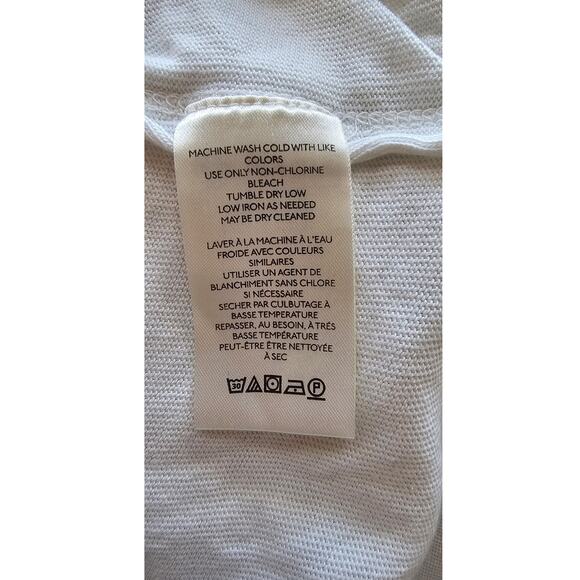 MACHINE WASH COLD WITH LIKE
COLORS
USE ONLY NON-CHLORINE
BLEACH
TUMBLE DRY LOW
LOW IRON AS NEEDED
MAY BE DRY CLEANED
LAVER À LA MACHINE À L'EAU
FROIDE AVEC COULEURS
SIMILAIRES
UTILISER UN AGENT DE
BLANCHIMENT SANS CHLORE
SI NÉCESSAIRE
SECHER PAR CULBUTAGE À
BASSE TEMPERATURE
REPASSER, AU BESOIN, À TRÉS
BASSE TEMPÉRATURE
PEUT-ÊTRE ÊTRE NETTOYÉE
À SEC
30 P